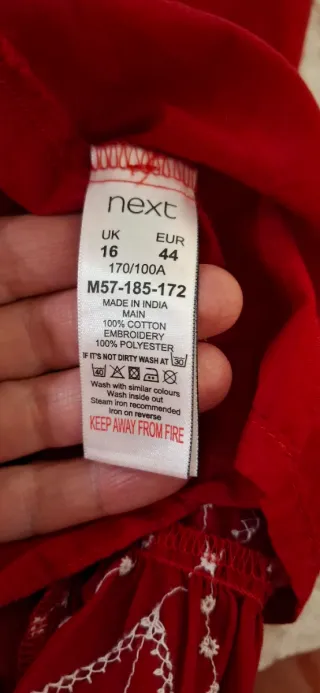 next
UK EUR
16 44
170/100A
M57-185-172
MADE IN INDIA
MAIN
100% COTTON
EMBROIDERY
100% POLYESTER
IF IT'S NOT DIRTY WASH AT 30
40
Wash with similar colours
Wash inside out
Steam iron recommended
Iron on reverse
KEEP AWAY FROM FIRE